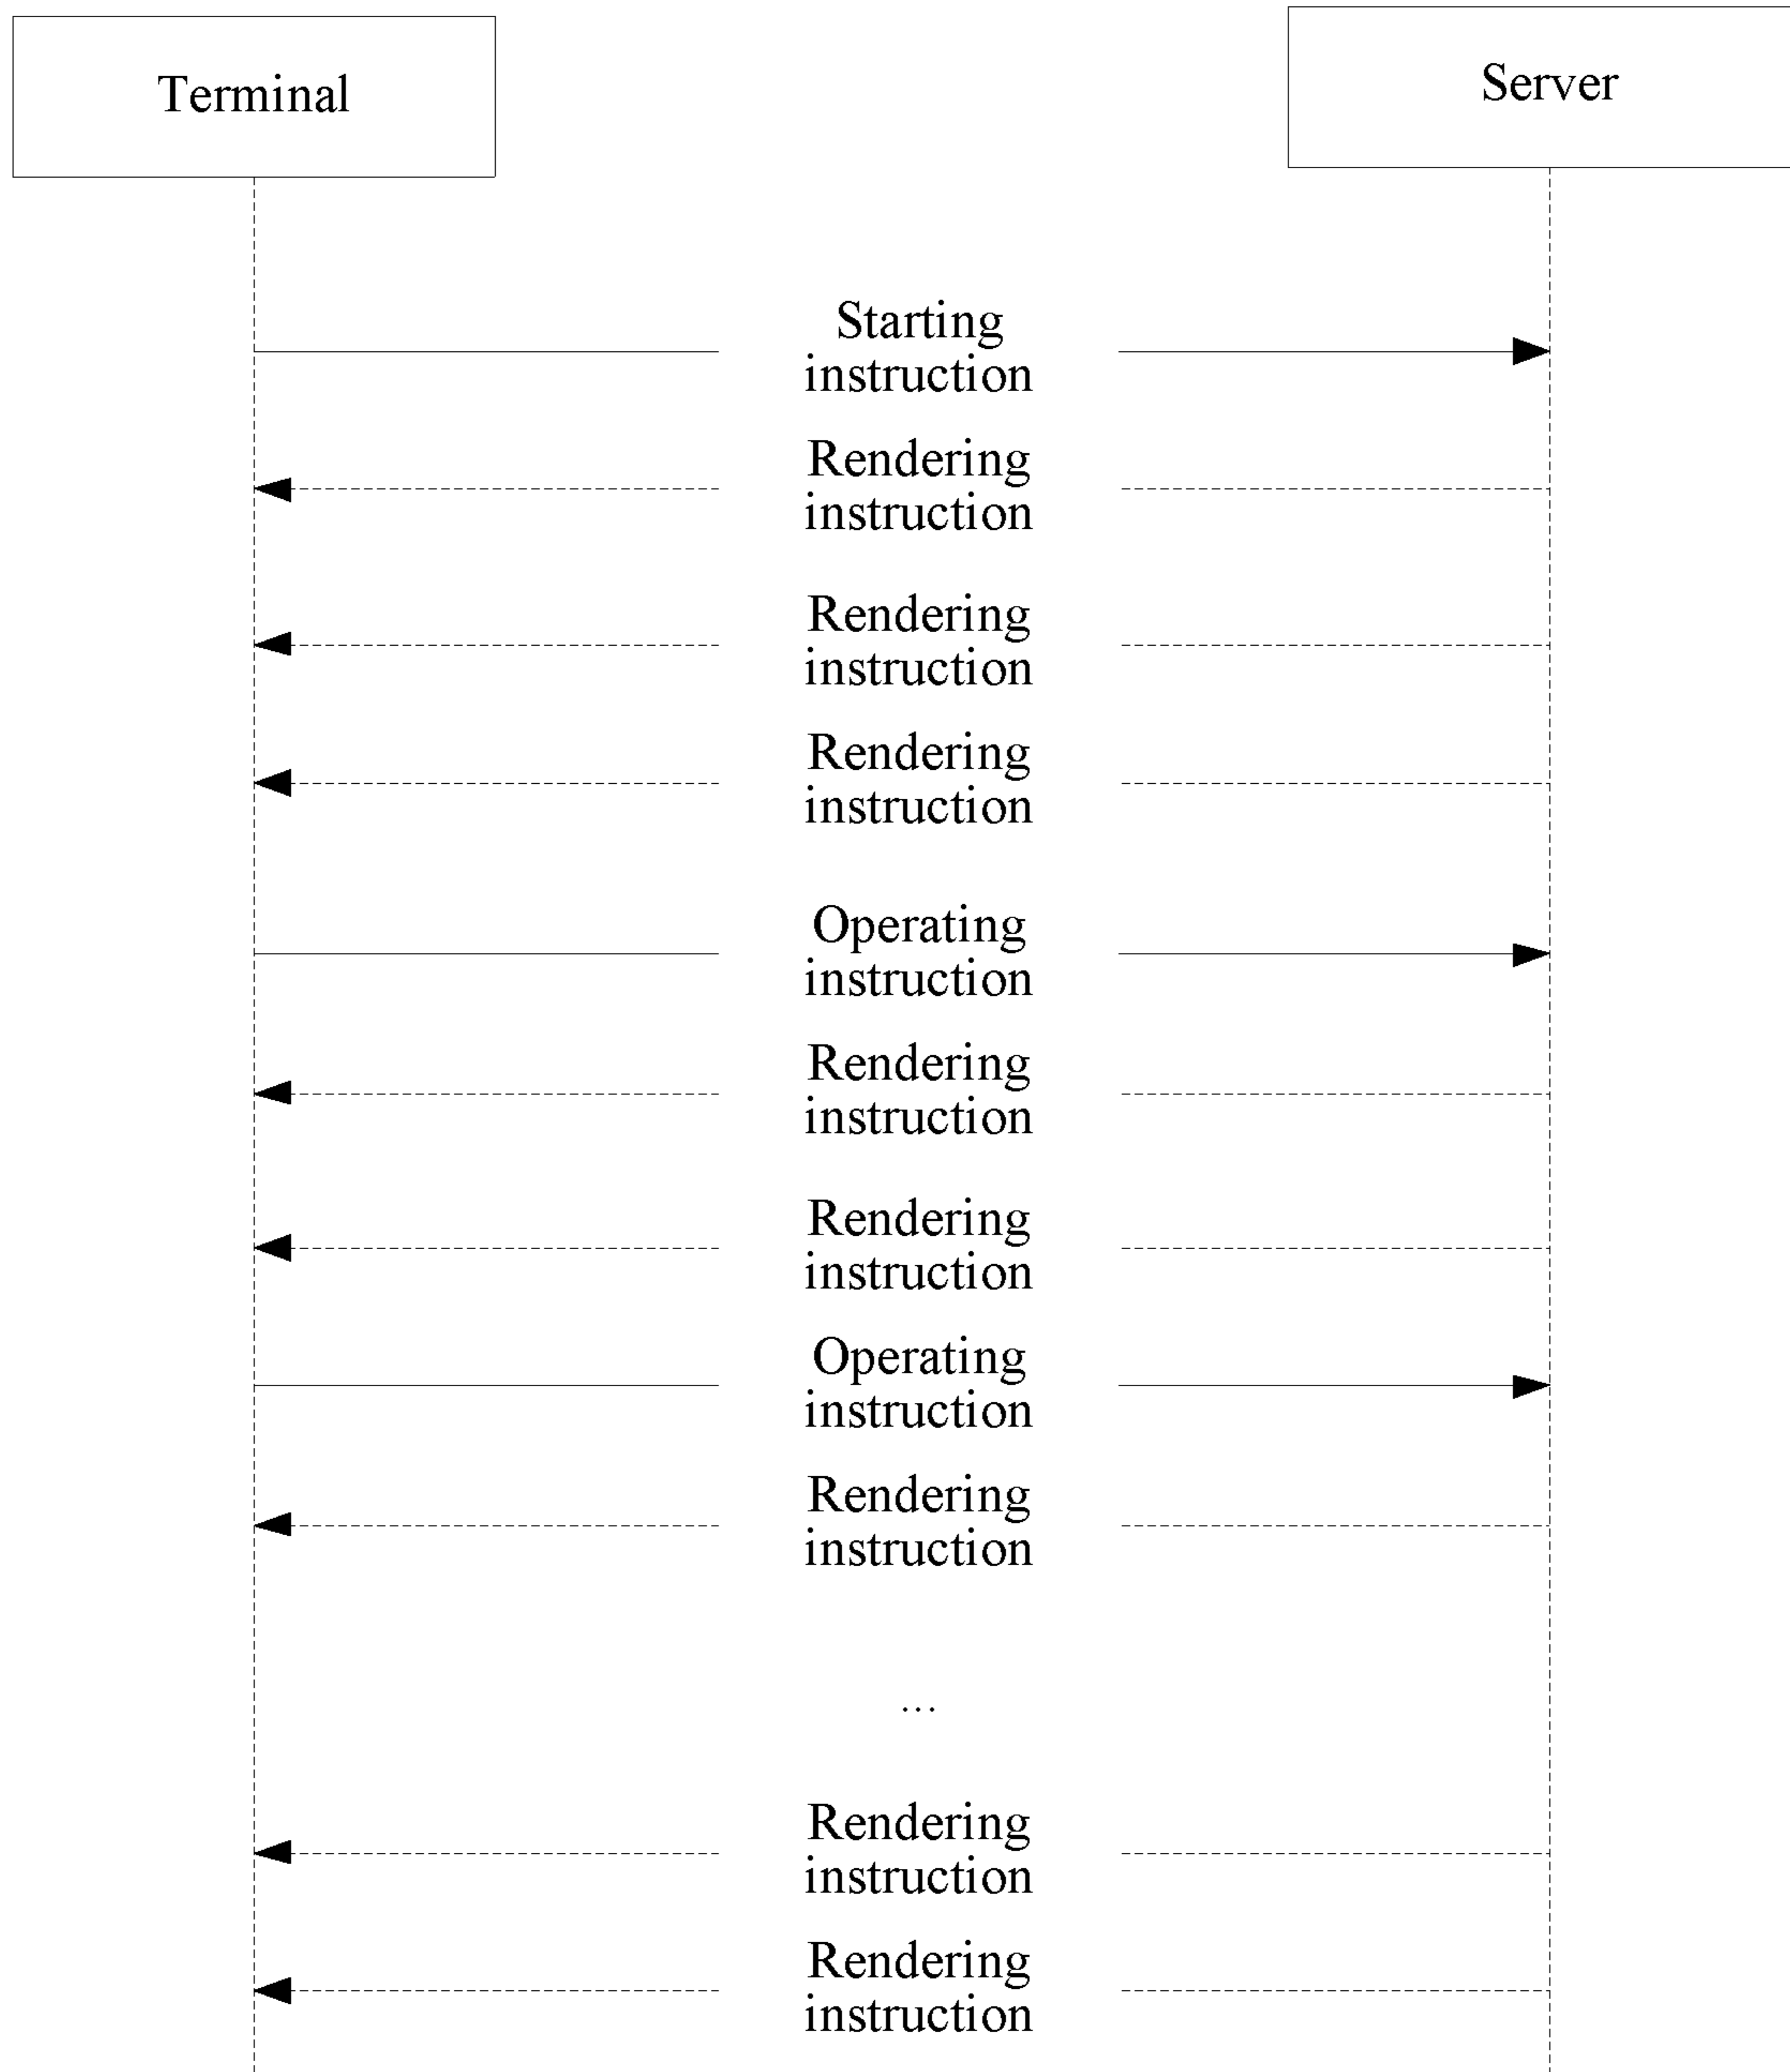 Terminal
Server
Starting
instruction
Rendering
instruction
Rendering
instruction
Rendering
instruction
Operating
instruction
Rendering
instruction
Rendering
instruction
Operating
instruction
Rendering
instruction
…
Rendering
instruction
Rendering
instruction